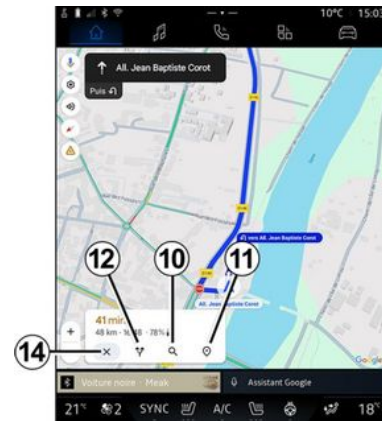 10°C 15:03
All. Jean Baptiste Corot
Puis
vers All. Jean Baptiste Corot
All. Jean Baptiste Corot
12
10
11
14
41 min.
48 km
78%
Google
Voiture noire · Meak
Assistant Google
21°
2
SYNC
A/C
18°